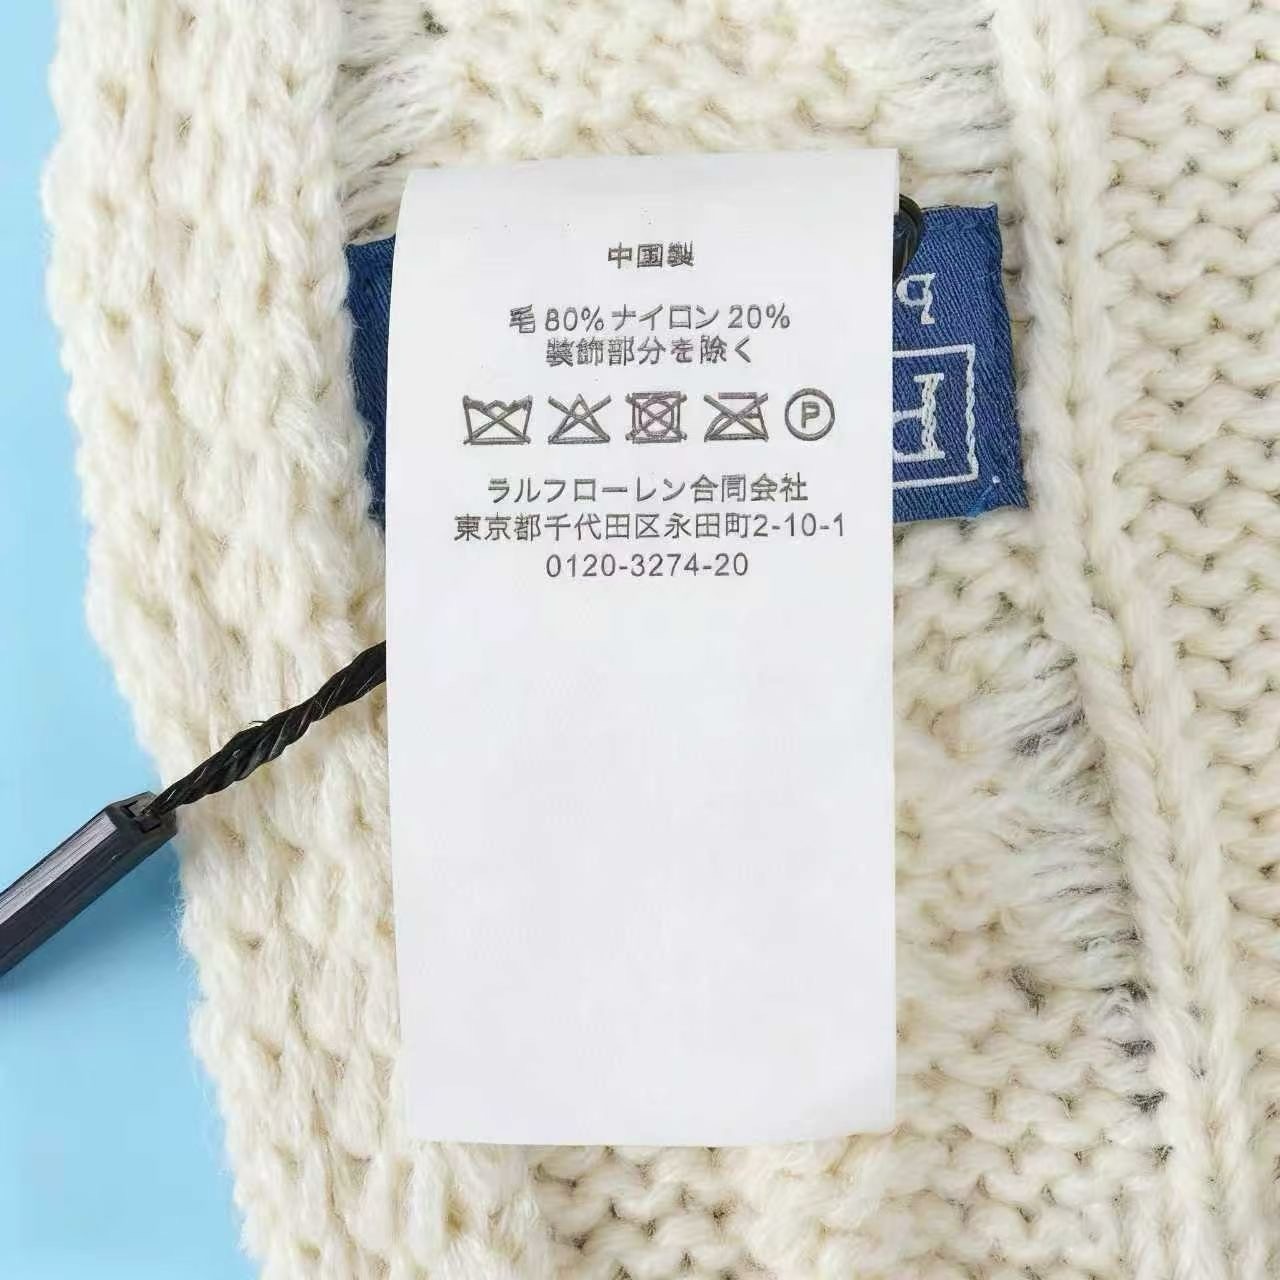 中国製
毛 80% ナイロン 20%
装飾部分を除く
P
ラルフローレン合同会社
東京都千代田区永田町2-10-1
0120-3274-20